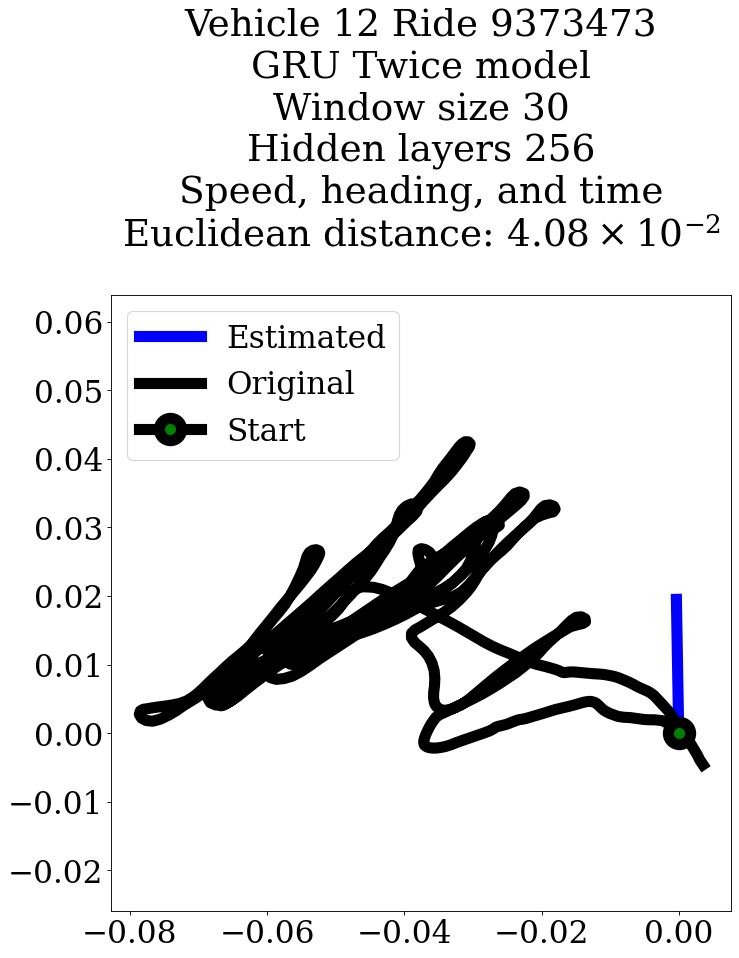 Vehicle 12 Ride 9373473
GRU Twice model
Window size 30
Hidden layers 256
Speed, heading, and time
Euclidean distance: 4.08 × 10⁻²
Estimated
Original
Start
0.06
0.05
0.04
0.03
0.02
0.01
0.00
−0.01
−0.02
−0.08 −0.06 −0.04 −0.02 0.00